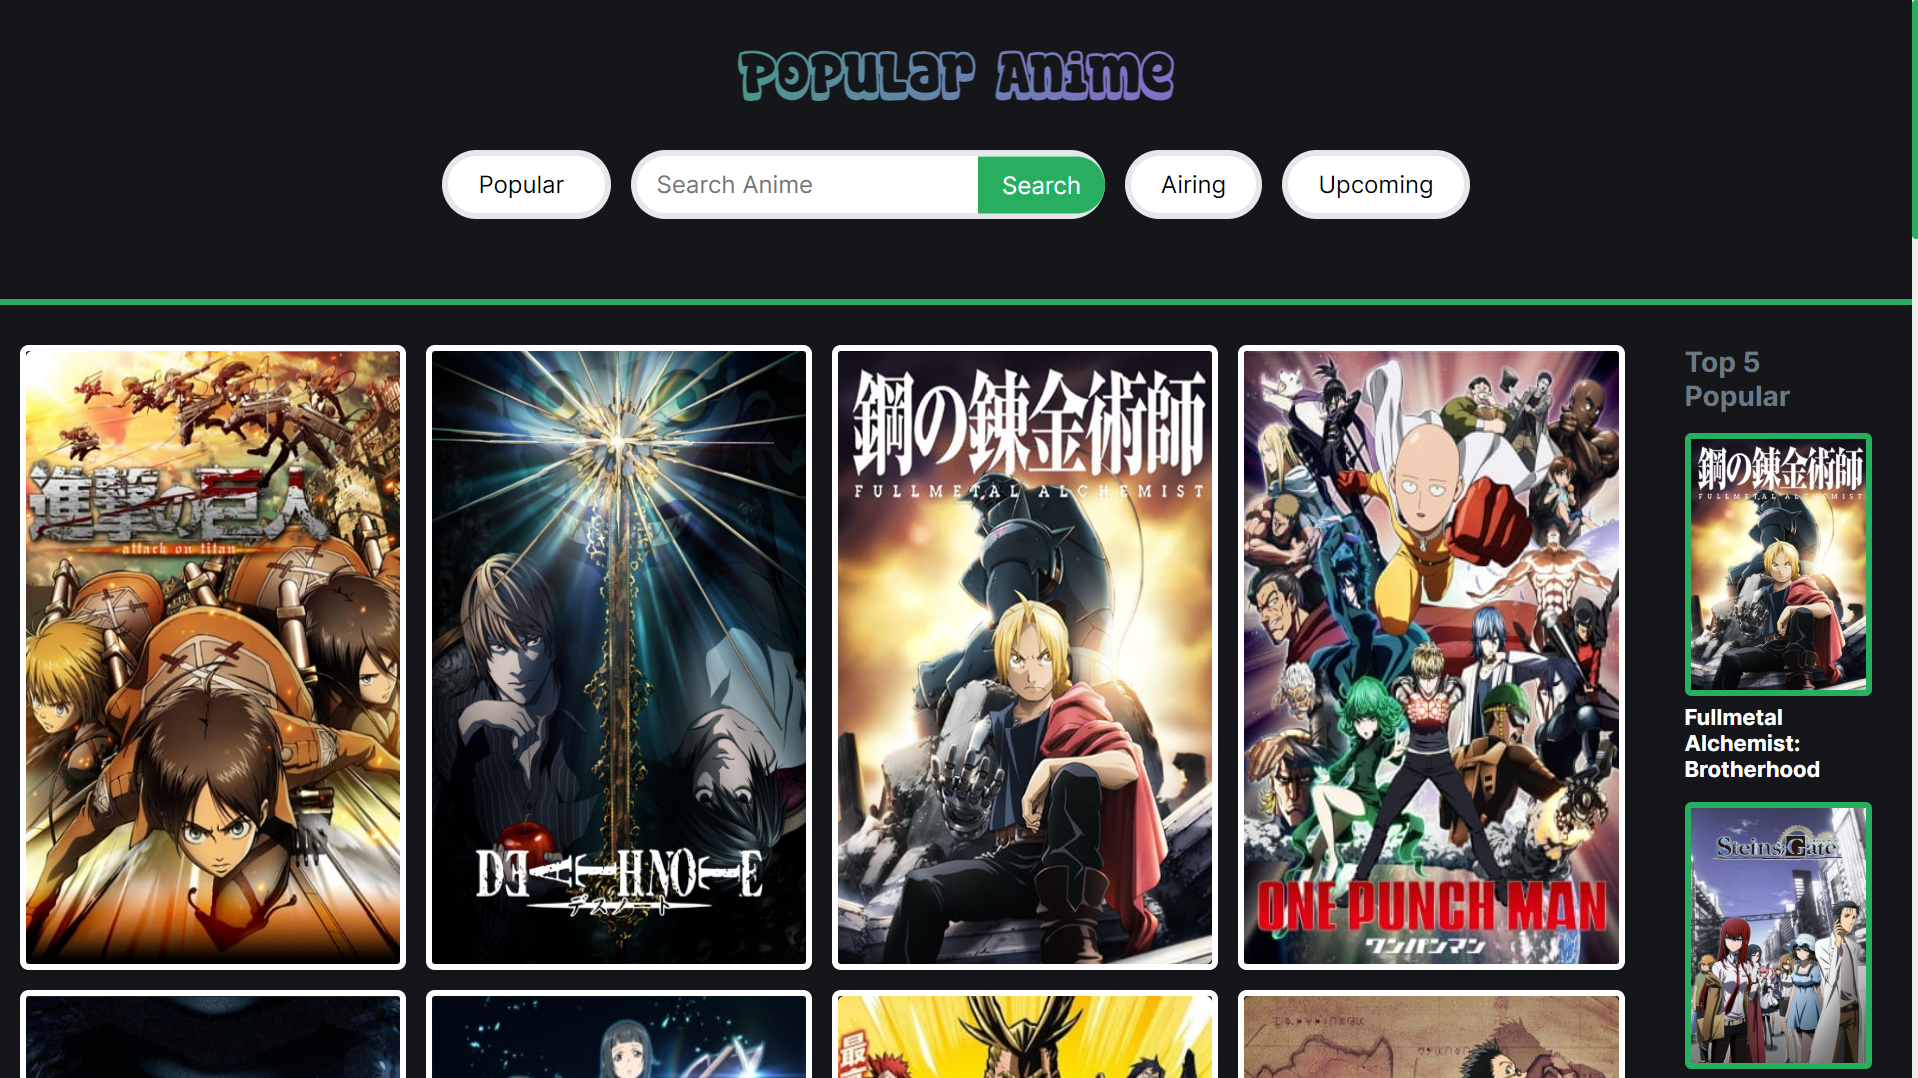 Popular Anime
Popular
Search Anime
Search
Airing
Upcoming
進撃の巨人
attack on titan
DEATH NOTE
デスノート
鋼の錬金術師
FULLMETAL ALCHEMIST
ONE PUNCH MAN
ワンパンマン
Top 5
Popular
鋼の錬金術師
FULLMETAL ALCHEMIST
Fullmetal
Alchemist:
Brotherhood
Steins;Gate
最